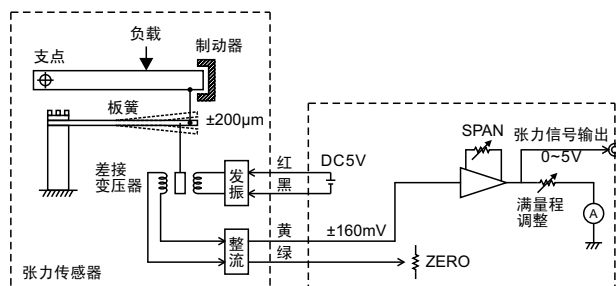 负载
支点
制动器
板簧
±200μm
差接
变压器
发振
红
黑
DC5V
整流
黄
绿
±160mV
ZERO
SPAN
张力信号输出
0~5V
满量程
调整
A
张力传感器